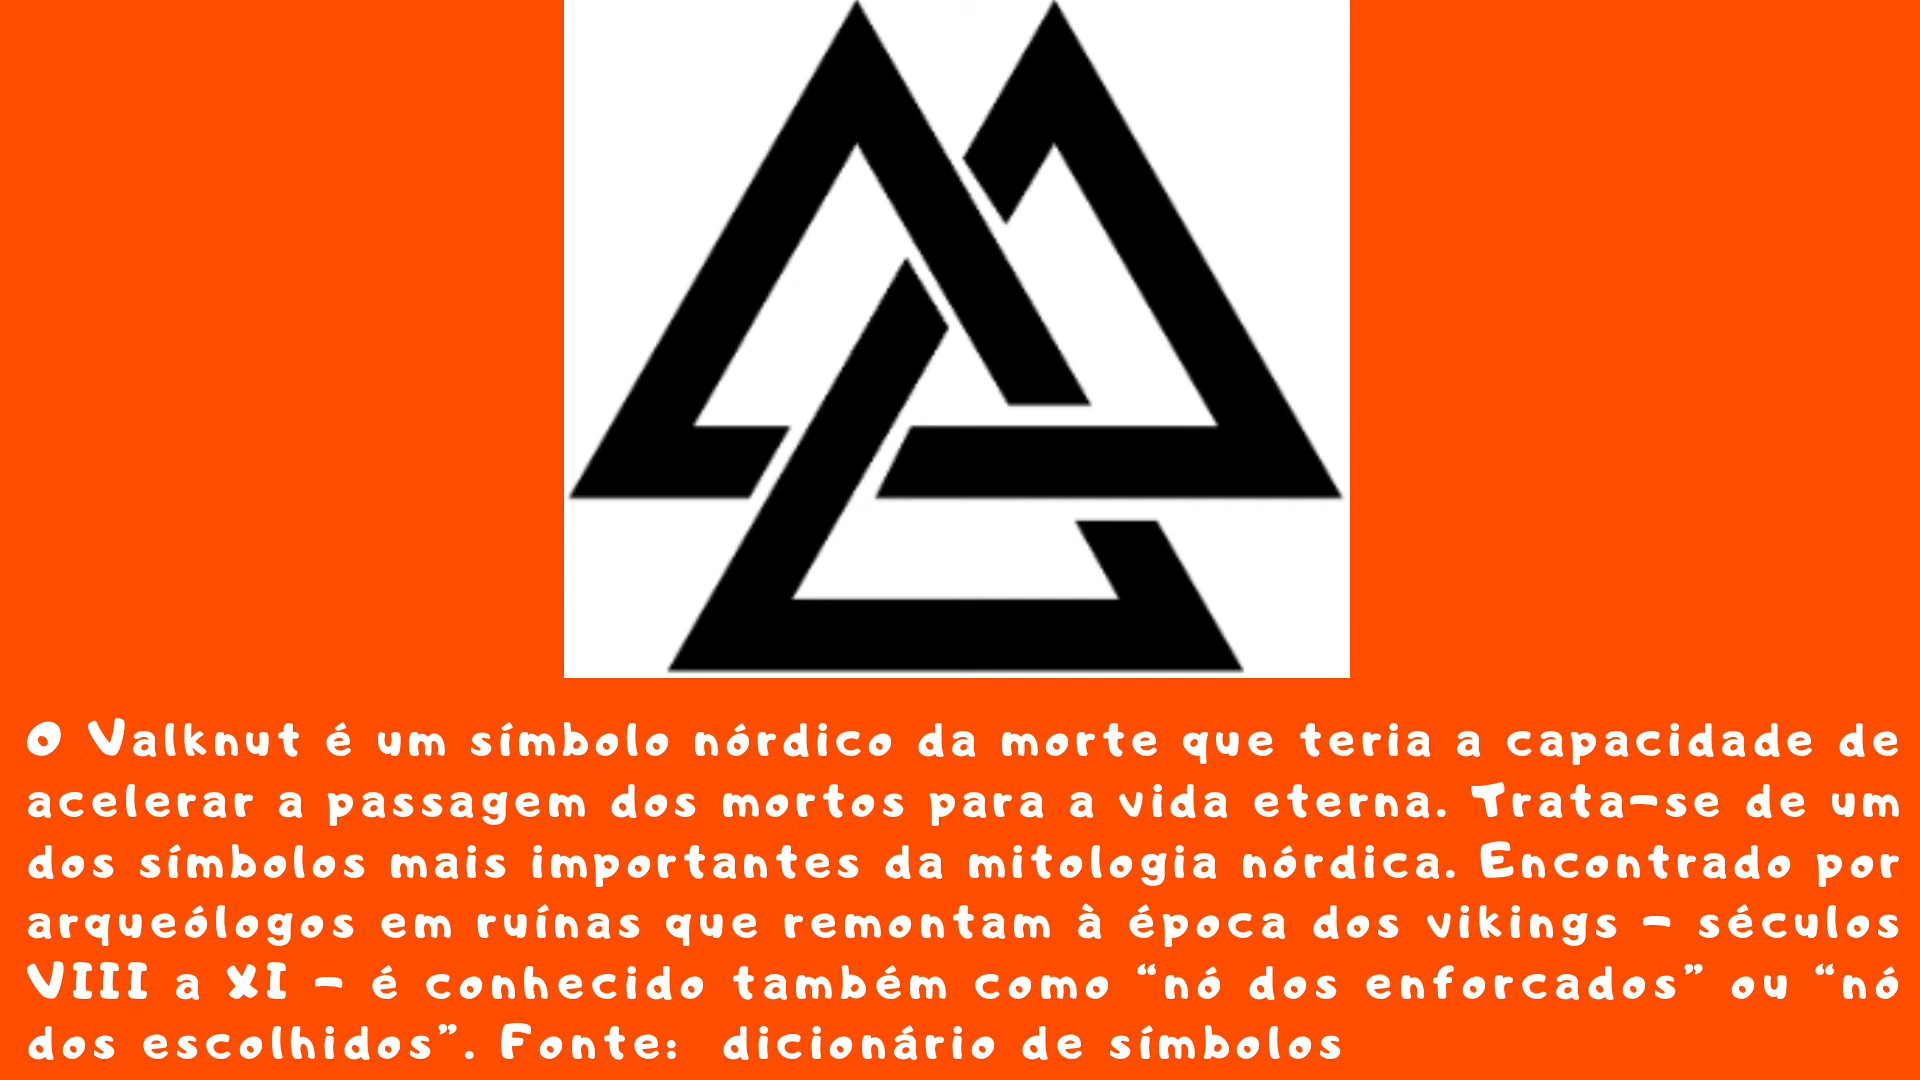 O Valknut é um símbolo nórdico da morte que teria a capacidade de
acelerar a passagem dos mortos para a vida eterna. Trata-se de um
dos símbolos mais importantes da mitologia nórdica. Encontrado por
arqueólogos em ruínas que remontam à época dos vikings - séculos
VIII a XI - é conhecido também como “nó dos enforcados” ou “nó
dos escolhidos”. Fonte:  dicionário de símbolos